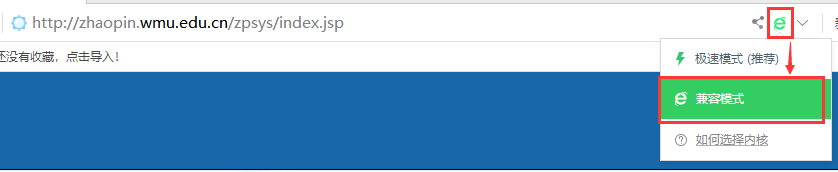 http://zhaopin.wmu.edu.cn/zpsys/index.jsp
还没有收藏，点击导入！
极速模式 (推荐)
兼容模式
如何选择内核